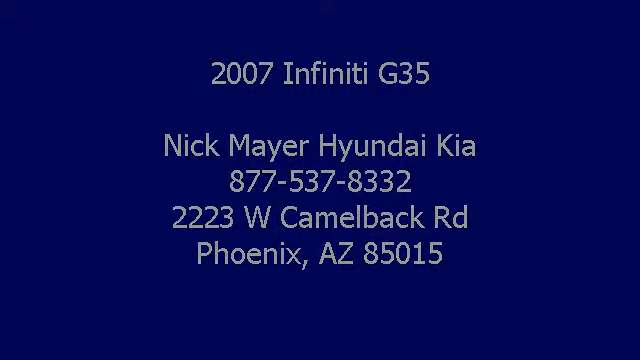 2007 Infiniti G35
Nick Mayer Hyundai Kia
877-537-8332
2223 W Camelback Rd
Phoenix, AZ 85015